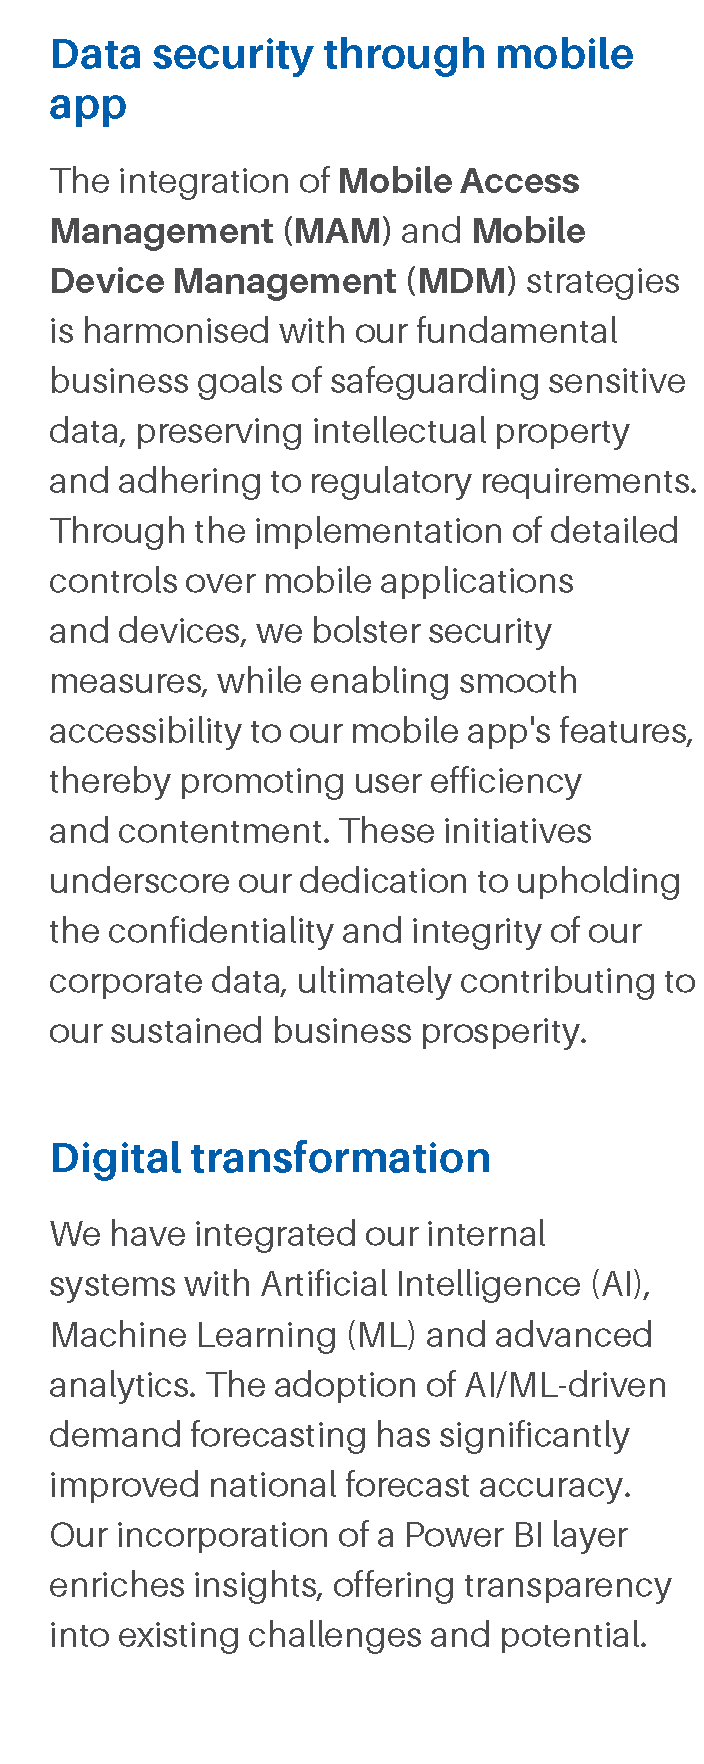 Data security through mobile
app
The integration of Mobile Access
Management (MAM) and Mobile
Device Management (MDM) strategies
is harmonised with our fundamental
business goals of safeguarding sensitive
data, preserving intellectual property
and adhering to regulatory requirements.
Through the implementation of detailed
controls over mobile applications
and devices, we bolster security
measures, while enabling smooth
accessibility to our mobile app's features,
thereby promoting user efficiency
and contentment. These initiatives
underscore our dedication to upholding
the confidentiality and integrity of our
corporate data, ultimately contributing to
our sustained business prosperity.
Digital transformation
We have integrated our internal
systems with Artificial Intelligence (AI),
Machine Learning (ML) and advanced
analytics. The adoption of AI/ML-driven
demand forecasting has significantly
improved national forecast accuracy.
Our incorporation of a Power BI layer
enriches insights, offering transparency
into existing challenges and potential.